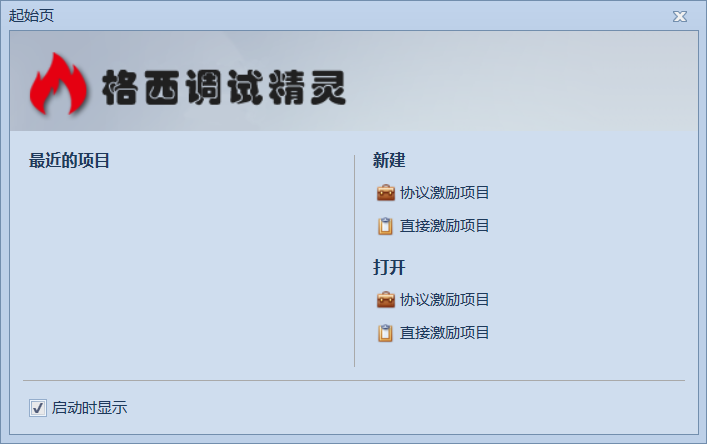 起始页
格西调试精灵
最近的项目
新建
协议激励项目
直接激励项目
打开
协议激励项目
直接激励项目
启动时显示